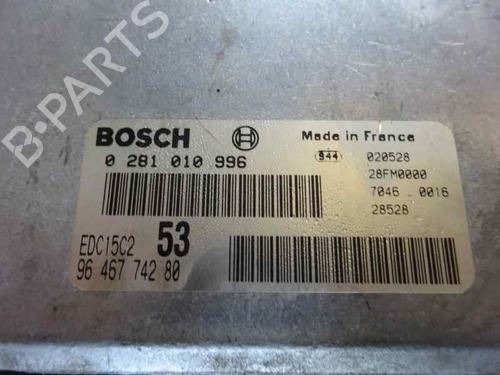 B-PARTS
BOSCH
Made in France
0 281 010 996
S44 020528
28FM0000
7046 - 0016
28528
EDC15C2 53
96 467 742 80